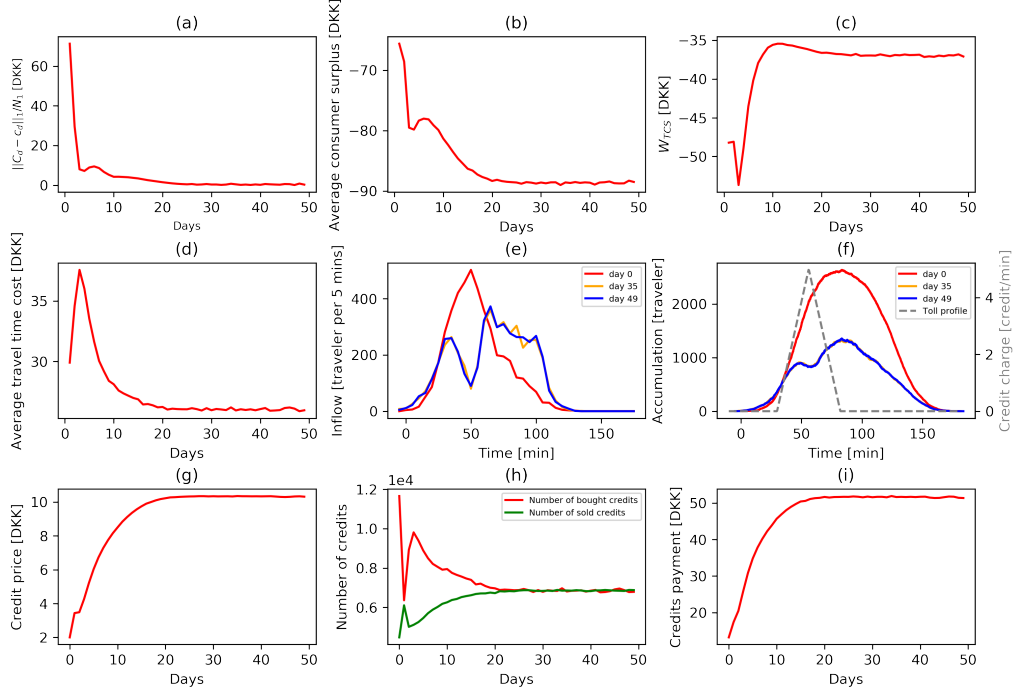 (a)
(b)
(c)
||C_d − c_d||_1/N_1 [DKK]
60
40
20
0
0 10 20 30 40 50
Days
Average consumer surplus [DKK]
−70
−80
−90
0 10 20 30 40 50
Days
W_TCS [DKK]
−35
−40
−45
−50
0 10 20 30 40 50
Days
(d)
(e)
(f)
Average travel time cost [DKK]
35
30
0 10 20 30 40 50
Days
Inflow [traveler per 5 mins]
400
200
0
0 50 100 150
Time [min]
day 0
day 35
day 49
Accumulation [traveler]
2000
1000
0
0 50 100 150
Time [min]
day 0
day 35
day 49
Toll profile
4
2
0
Credit charge [credit/min]
(g)
(h)
(i)
Credit price [DKK]
10
8
6
4
2
0 10 20 30 40 50
Days
1e4
Number of credits
1.2
1.0
0.8
0.6
0 10 20 30 40 50
Days
Number of bought credits
Number of sold credits
Credits payment [DKK]
50
40
30
20
0 10 20 30 40 50
Days